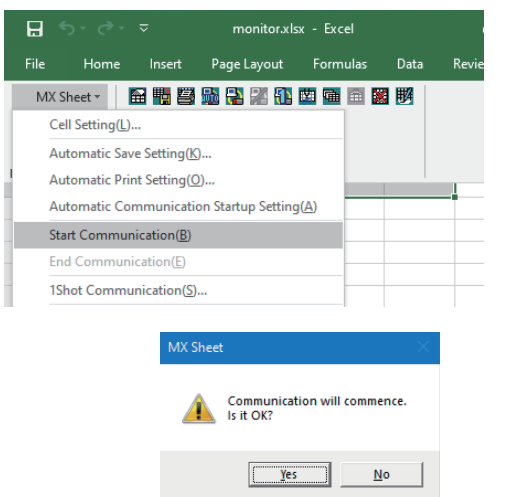 monitor.xlsx - Excel
File Home Insert Page Layout Formulas Data
MX Sheet
Cell Setting(L)...
Automatic Save Setting(K)...
Automatic Print Setting(O)...
Automatic Communication Startup Setting(A)
Start Communication(B)
End Communication(E)
1Shot Communication(S)...
MX Sheet
Communication will commence.
Is it OK?
Yes No